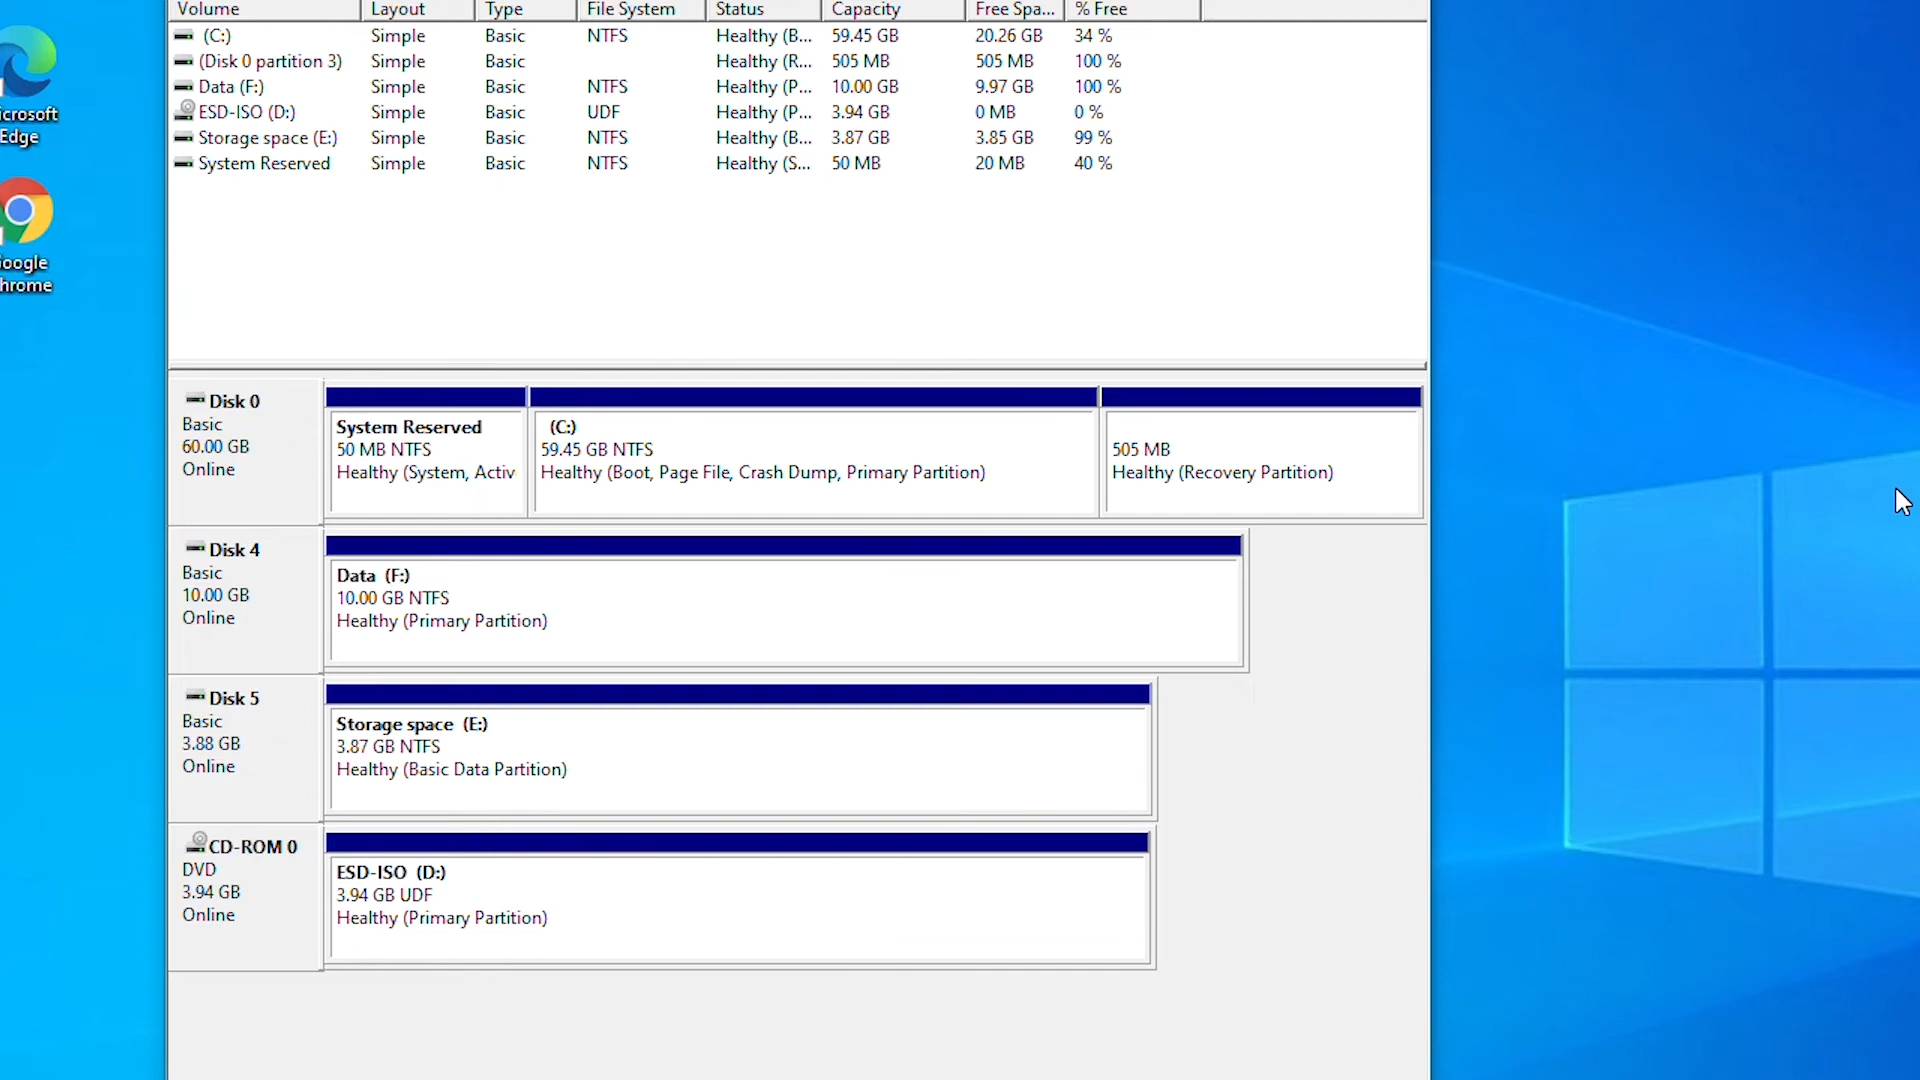 Volume Layout Type File System Status Capacity Free Spa... % Free
(C:) Simple Basic NTFS Healthy (B... 59.45 GB 20.26 GB 34 %
(Disk 0 partition 3) Simple Basic Healthy (R... 505 MB 505 MB 100 %
Data (F:) Simple Basic NTFS Healthy (P... 10.00 GB 9.97 GB 100 %
ESD-ISO (D:) Simple Basic UDF Healthy (P... 3.94 GB 0 MB 0 %
Storage space (E:) Simple Basic NTFS Healthy (B... 3.87 GB 3.85 GB 99 %
System Reserved Simple Basic NTFS Healthy (S... 50 MB 20 MB 40 %
icrosoft
Edge
oogle
hrome
Disk 0
Basic
60.00 GB
Online
System Reserved
50 MB NTFS
Healthy (System, Activ
(C:)
59.45 GB NTFS
Healthy (Boot, Page File, Crash Dump, Primary Partition)
505 MB
Healthy (Recovery Partition)
Disk 4
Basic
10.00 GB
Online
Data (F:)
10.00 GB NTFS
Healthy (Primary Partition)
Disk 5
Basic
3.88 GB
Online
Storage space (E:)
3.87 GB NTFS
Healthy (Basic Data Partition)
CD-ROM 0
DVD
3.94 GB
Online
ESD-ISO (D:)
3.94 GB UDF
Healthy (Primary Partition)